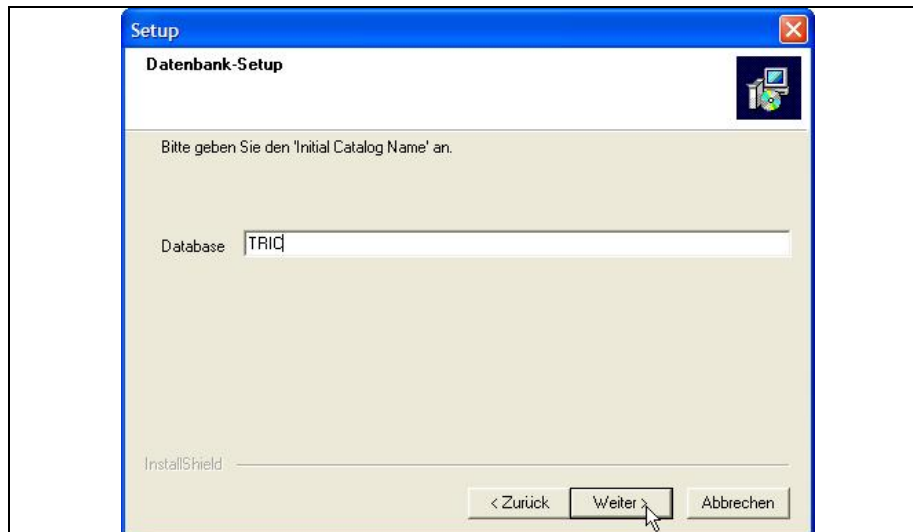 Setup
Datenbank-Setup
Bitte geben Sie den 'Initial Catalog Name' an.
Database TRIC
InstallShield
< Zurück Weiter > Abbrechen